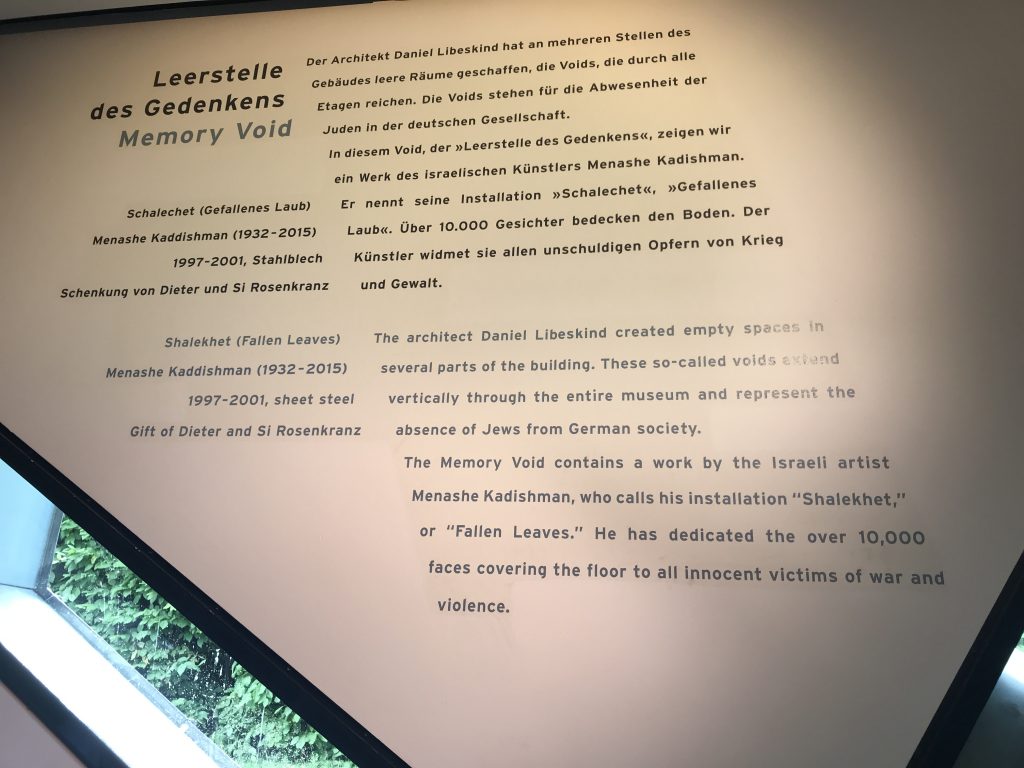 Leerstelle
des Gedenkens
Memory Void
Der Architekt Daniel Libeskind hat an mehreren Stellen des
Gebäudes leere Räume geschaffen, die Voids, die durch alle
Etagen reichen. Die Voids stehen für die Abwesenheit der
Juden in der deutschen Gesellschaft.
In diesem Void, der »Leerstelle des Gedenkens«, zeigen wir
ein Werk des israelischen Künstlers Menashe Kadishman.
Er nennt seine Installation »Schalechet«, »Gefallenes
Laub«. Über 10.000 Gesichter bedecken den Boden. Der
Künstler widmet sie allen unschuldigen Opfern von Krieg
und Gewalt.
Schalechet (Gefallenes Laub)
Menashe Kaddishman (1932-2015)
1997-2001, Stahlblech
Schenkung von Dieter und Si Rosenkranz
Shalekhet (Fallen Leaves)
Menashe Kaddishman (1932-2015)
1997-2001, sheet steel
Gift of Dieter and Si Rosenkranz
The architect Daniel Libeskind created empty spaces in
several parts of the building. These so-called voids extend
vertically through the entire museum and represent the
absence of Jews from German society.
The Memory Void contains a work by the Israeli artist
Menashe Kadishman, who calls his installation “Shalekhet,”
or “Fallen Leaves.” He has dedicated the over 10,000
faces covering the floor to all innocent victims of war and
violence.